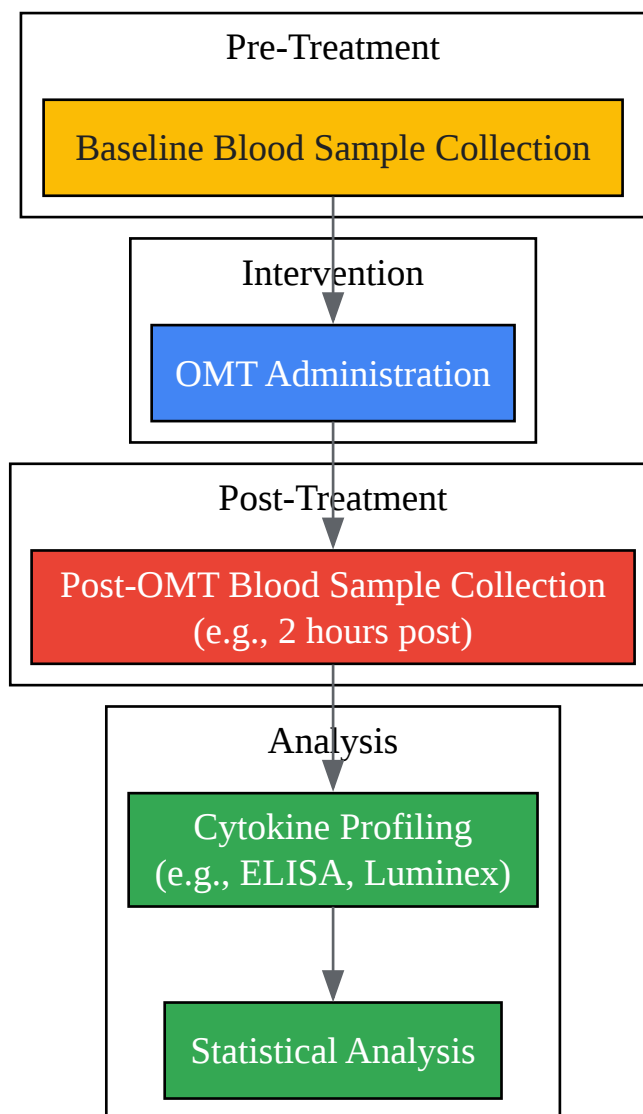 Pre-Treatment
Baseline Blood Sample Collection
Intervention
OMT Administration
Post-Treatment
Post-OMT Blood Sample Collection
(e.g., 2 hours post)
Analysis
Cytokine Profiling
(e.g., ELISA, Luminex)
Statistical Analysis